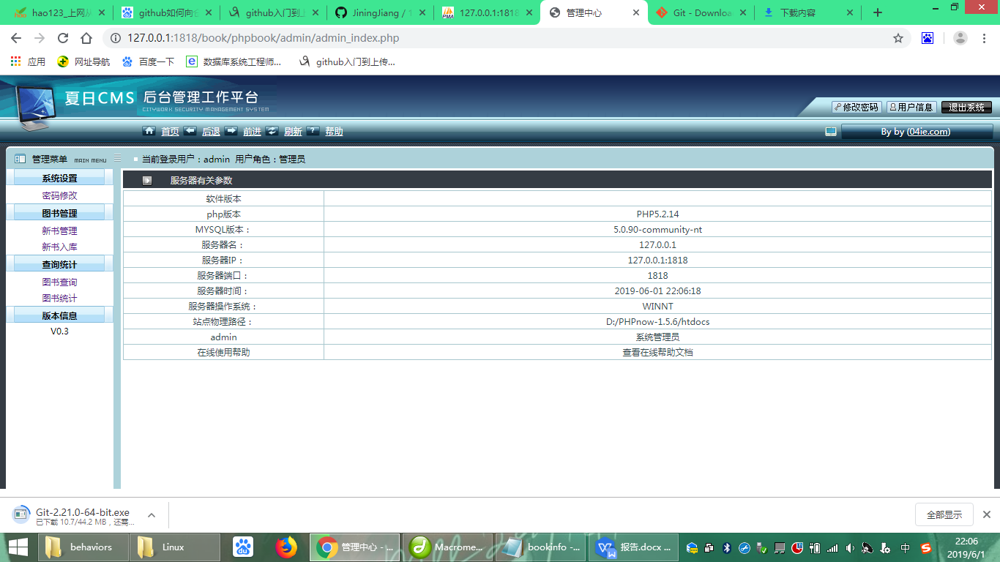 hao123_上网从
github如何向仓
github入门到上
JiningJiang / 1
127.0.0.1:1818
管理中心
Git - Downloa
下载内容
127.0.0.1:1818/book/phpbook/admin/admin_index.php
应用
网址导航
百度一下
数据库系统工程师...
github入门到上传...
夏日CMS 后台管理工作平台
CITYWORK SECURITY MANAGEMENT SYSTEM
修改密码
用户信息
退出系统
首页
后退
前进
刷新
帮助
By by (04ie.com)
管理菜单 MAIN MENU
当前登录用户：admin 用户角色：管理员
系统设置
密码修改
图书管理
新书管理
新书入库
查询统计
图书查询
图书统计
版本信息
V0.3
服务器有关参数
软件版本
php版本 PHP5.2.14
MYSQL版本： 5.0.90-community-nt
服务器名： 127.0.0.1
服务器IP： 127.0.0.1:1818
服务器端口： 1818
服务器时间： 2019-06-01 22:06:18
服务器操作系统： WINNT
站点物理路径： D:/PHPnow-1.5.6/htdocs
admin 系统管理员
在线使用帮助 查看在线帮助文档
Git-2.21.0-64-bit.exe
已下载 10.7/44.2 MB，还需...
全部显示
behaviors
Linux
管理中心 - ...
Macrome...
bookinfo -...
报告.docx ...
中
22:06
2019/6/1